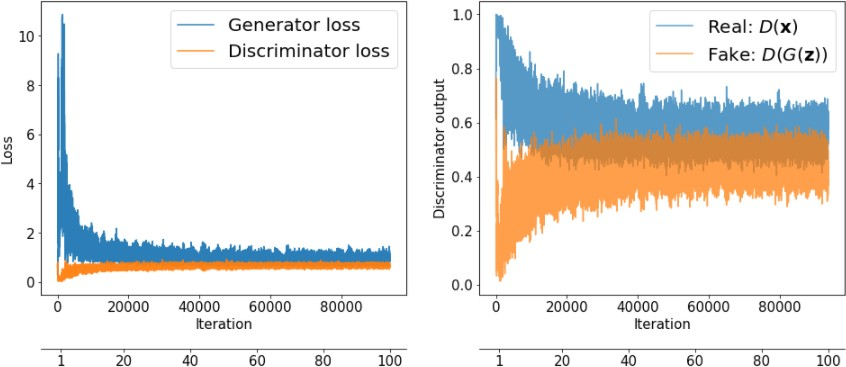 Generator loss
Discriminator loss
Loss
10
8
6
4
2
0
0 20000 40000 60000 80000
Iteration
1 20 40 60 80 100
Real: D(x)
Fake: D(G(z))
Discriminator output
1.0
0.8
0.6
0.4
0.2
0.0
0 20000 40000 60000 80000
Iteration
1 20 40 60 80 100